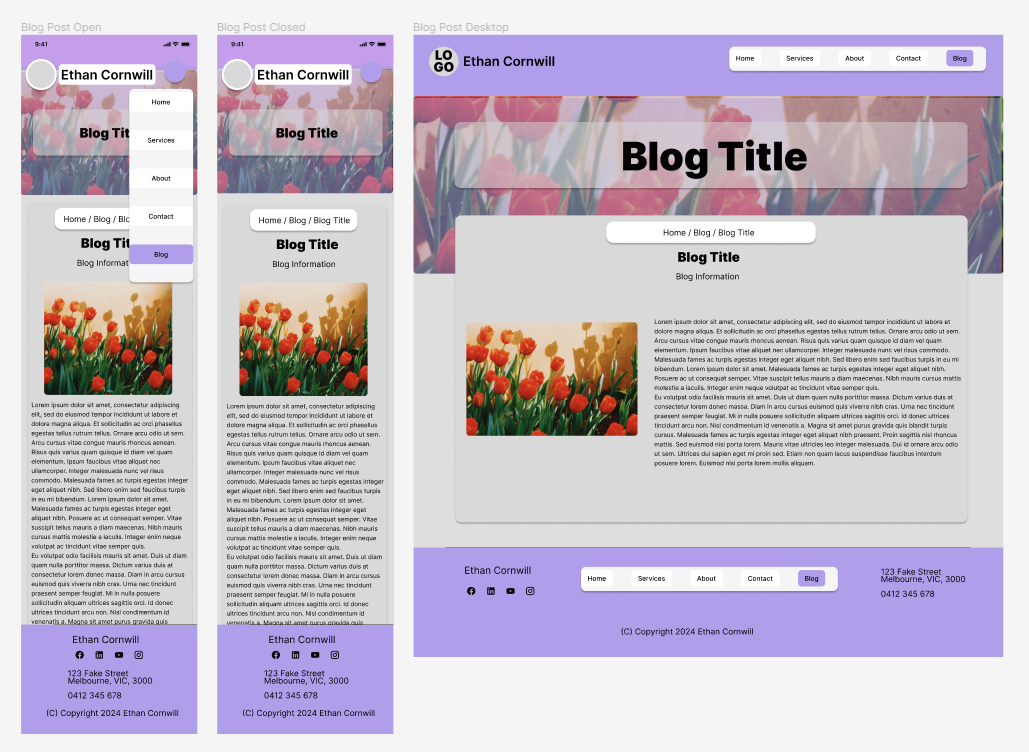 Blog Post Open
9:41
Ethan Cornwill
Home
Services
About
Contact
Blog
Blog Tit
Home / Blog / Blo
Blog Tit
Blog Informat
Lorem ipsum dolor sit amet, consectetur adipiscing
elit, sed do eiusmod tempor incididunt ut labore et
dolore magna aliqua. Et sollicitudin ac orci phasellus
egestas tellus rutrum tellus. Ornare arcu odio ut sem.
Arcu cursus vitae congue mauris rhoncus aenean.
Risus quis varius quam quisque id diam vel quam
elementum. Ipsum faucibus vitae aliquet nec
ullamcorper. Integer malesuada nunc vel risus
commodo. Lorem ipsum dolor sit amet.
Malesuada fames ac turpis egestas integer
eget aliquet nibh. Sed libero enim sed faucibus turpis
in eu mi bibendum. Lorem ipsum dolor sit amet.
Malesuada fames ac turpis egestas integer eget
aliquet nibh. Posuere ac ut consequat semper. Vitae
suscipit tellus mauris a diam maecenas. Nibh mauris
cursus mattis molestie a iaculis. Integer enim neque
volutpat ac tincidunt vitae semper quis.
Eu volutpat odio facilisis mauris sit amet. Duis ut diam
consectetur lorem donec massa. Diam in arcu cursus
euismod quis viverra nibh cras. Urna nec tincidunt
praesent semper feugiat. In mi nulla posuere
sollicitudin aliquam ultrices sagittis orci. Id donec
ultrices tincidunt arcu non. Nisl condimentum id
venenatis a. Magna sit amet purus gravida quis
Ethan Cornwill
123 Fake Street
Melbourne, VIC, 3000
0412 345 678
(C) Copyright 2024 Ethan Cornwill
Blog Post Closed
9:41
Ethan Cornwill
Blog Title
Home / Blog / Blog Title
Blog Title
Blog Information
Lorem ipsum dolor sit amet, consectetur adipiscing
elit, sed do eiusmod tempor incididunt ut labore et
dolore magna aliqua. Et sollicitudin ac orci phasellus
egestas tellus rutrum tellus. Ornare arcu odio ut sem.
Arcu cursus vitae congue mauris rhoncus aenean.
Risus quis varius quam quisque id diam vel quam
elementum. Ipsum faucibus vitae aliquet nec
ullamcorper. Integer malesuada nunc vel risus
commodo. Lorem ipsum dolor sit amet.
Malesuada fames ac turpis egestas integer
eget aliquet nibh. Sed libero enim sed faucibus turpis
in eu mi bibendum. Lorem ipsum dolor sit amet.
Malesuada fames ac turpis egestas integer eget
aliquet nibh. Posuere ac ut consequat semper. Vitae
suscipit tellus mauris a diam maecenas. Nibh mauris
cursus mattis molestie a iaculis. Integer enim neque
volutpat ac tincidunt vitae semper quis.
Eu volutpat odio facilisis mauris sit amet. Duis ut diam
consectetur lorem donec massa. Diam in arcu cursus
euismod quis viverra nibh cras. Urna nec tincidunt
praesent semper feugiat. In mi nulla posuere
sollicitudin aliquam ultrices sagittis orci. Id donec
ultrices tincidunt arcu non. Nisl condimentum id
venenatis a. Magna sit amet purus gravida quis
Ethan Cornwill
123 Fake Street
Melbourne, VIC, 3000
0412 345 678
(C) Copyright 2024 Ethan Cornwill
Blog Post Desktop
LO
GO
Ethan Cornwill
Home
Services
About
Contact
Blog
Blog Title
Home / Blog / Blog Title
Blog Title
Blog Information
Lorem ipsum dolor sit amet, consectetur adipiscing elit, sed do eiusmod tempor incididunt ut labore et
dolore magna aliqua. Et sollicitudin ac orci phasellus egestas tellus rutrum tellus. Ornare arcu odio ut sem.
Arcu cursus vitae congue mauris rhoncus aenean. Risus quis varius quam quisque id diam vel quam
elementum. Ipsum faucibus vitae aliquet nec ullamcorper. Integer malesuada nunc vel risus commodo.
Malesuada fames ac turpis egestas integer eget aliquet nibh. Sed libero enim sed faucibus turpis in eu mi
bibendum. Lorem ipsum dolor sit amet. Malesuada fames ac turpis egestas integer eget aliquet nibh.
Posuere ac ut consequat semper. Vitae suscipit tellus mauris a diam maecenas. Nibh mauris cursus mattis
molestie a iaculis. Integer enim neque volutpat ac tincidunt vitae semper quis.
Eu volutpat odio facilisis mauris sit amet. Duis ut diam quam nulla porttitor massa. Dictum varius duis at
consectetur lorem donec massa. Diam in arcu cursus euismod quis viverra nibh cras. Urna nec tincidunt
praesent semper feugiat. In mi nulla posuere sollicitudin aliquam ultrices sagittis orci. Id donec ultrices
tincidunt arcu non. Nisl condimentum id venenatis a. Magna sit amet purus gravida quis blandit turpis
cursus. Malesuada fames ac turpis egestas integer eget aliquet nibh praesent. Proin sagittis nisl rhoncus
mattis. Sed euismod nisi porta lorem. Mauris vitae ultricies leo integer malesuada. Dui id ornare arcu odio
ut sem. Ultrices dui sapien eget mi proin sed. Etiam non quam lacus suspendisse faucibus interdum
posuere lorem. Euismod nisi porta lorem mollis aliquam.
Ethan Cornwill
Home
Services
About
Contact
Blog
123 Fake Street
Melbourne, VIC, 3000
0412 345 678
(C) Copyright 2024 Ethan Cornwill